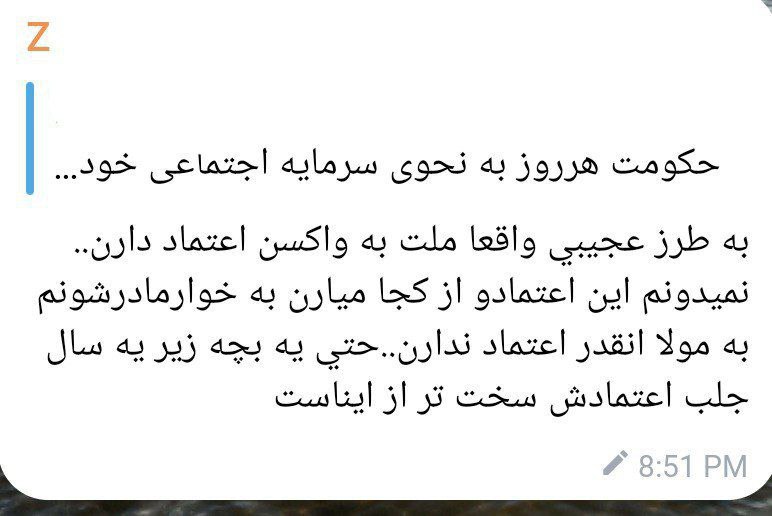 Z
حکومت هرروز به نحوی سرمایه اجتماعی خود...
به طرز عجيبي واقعا ملت به واکسن اعتماد دارن..
نمیدونم این اعتمادو از کجا میارن به خوارمادرشونم
به مولا انقدر اعتماد ندارن..حتي یه بچه زیر یه سال
جلب اعتمادش سخت تر از ایناست
8:51 PM